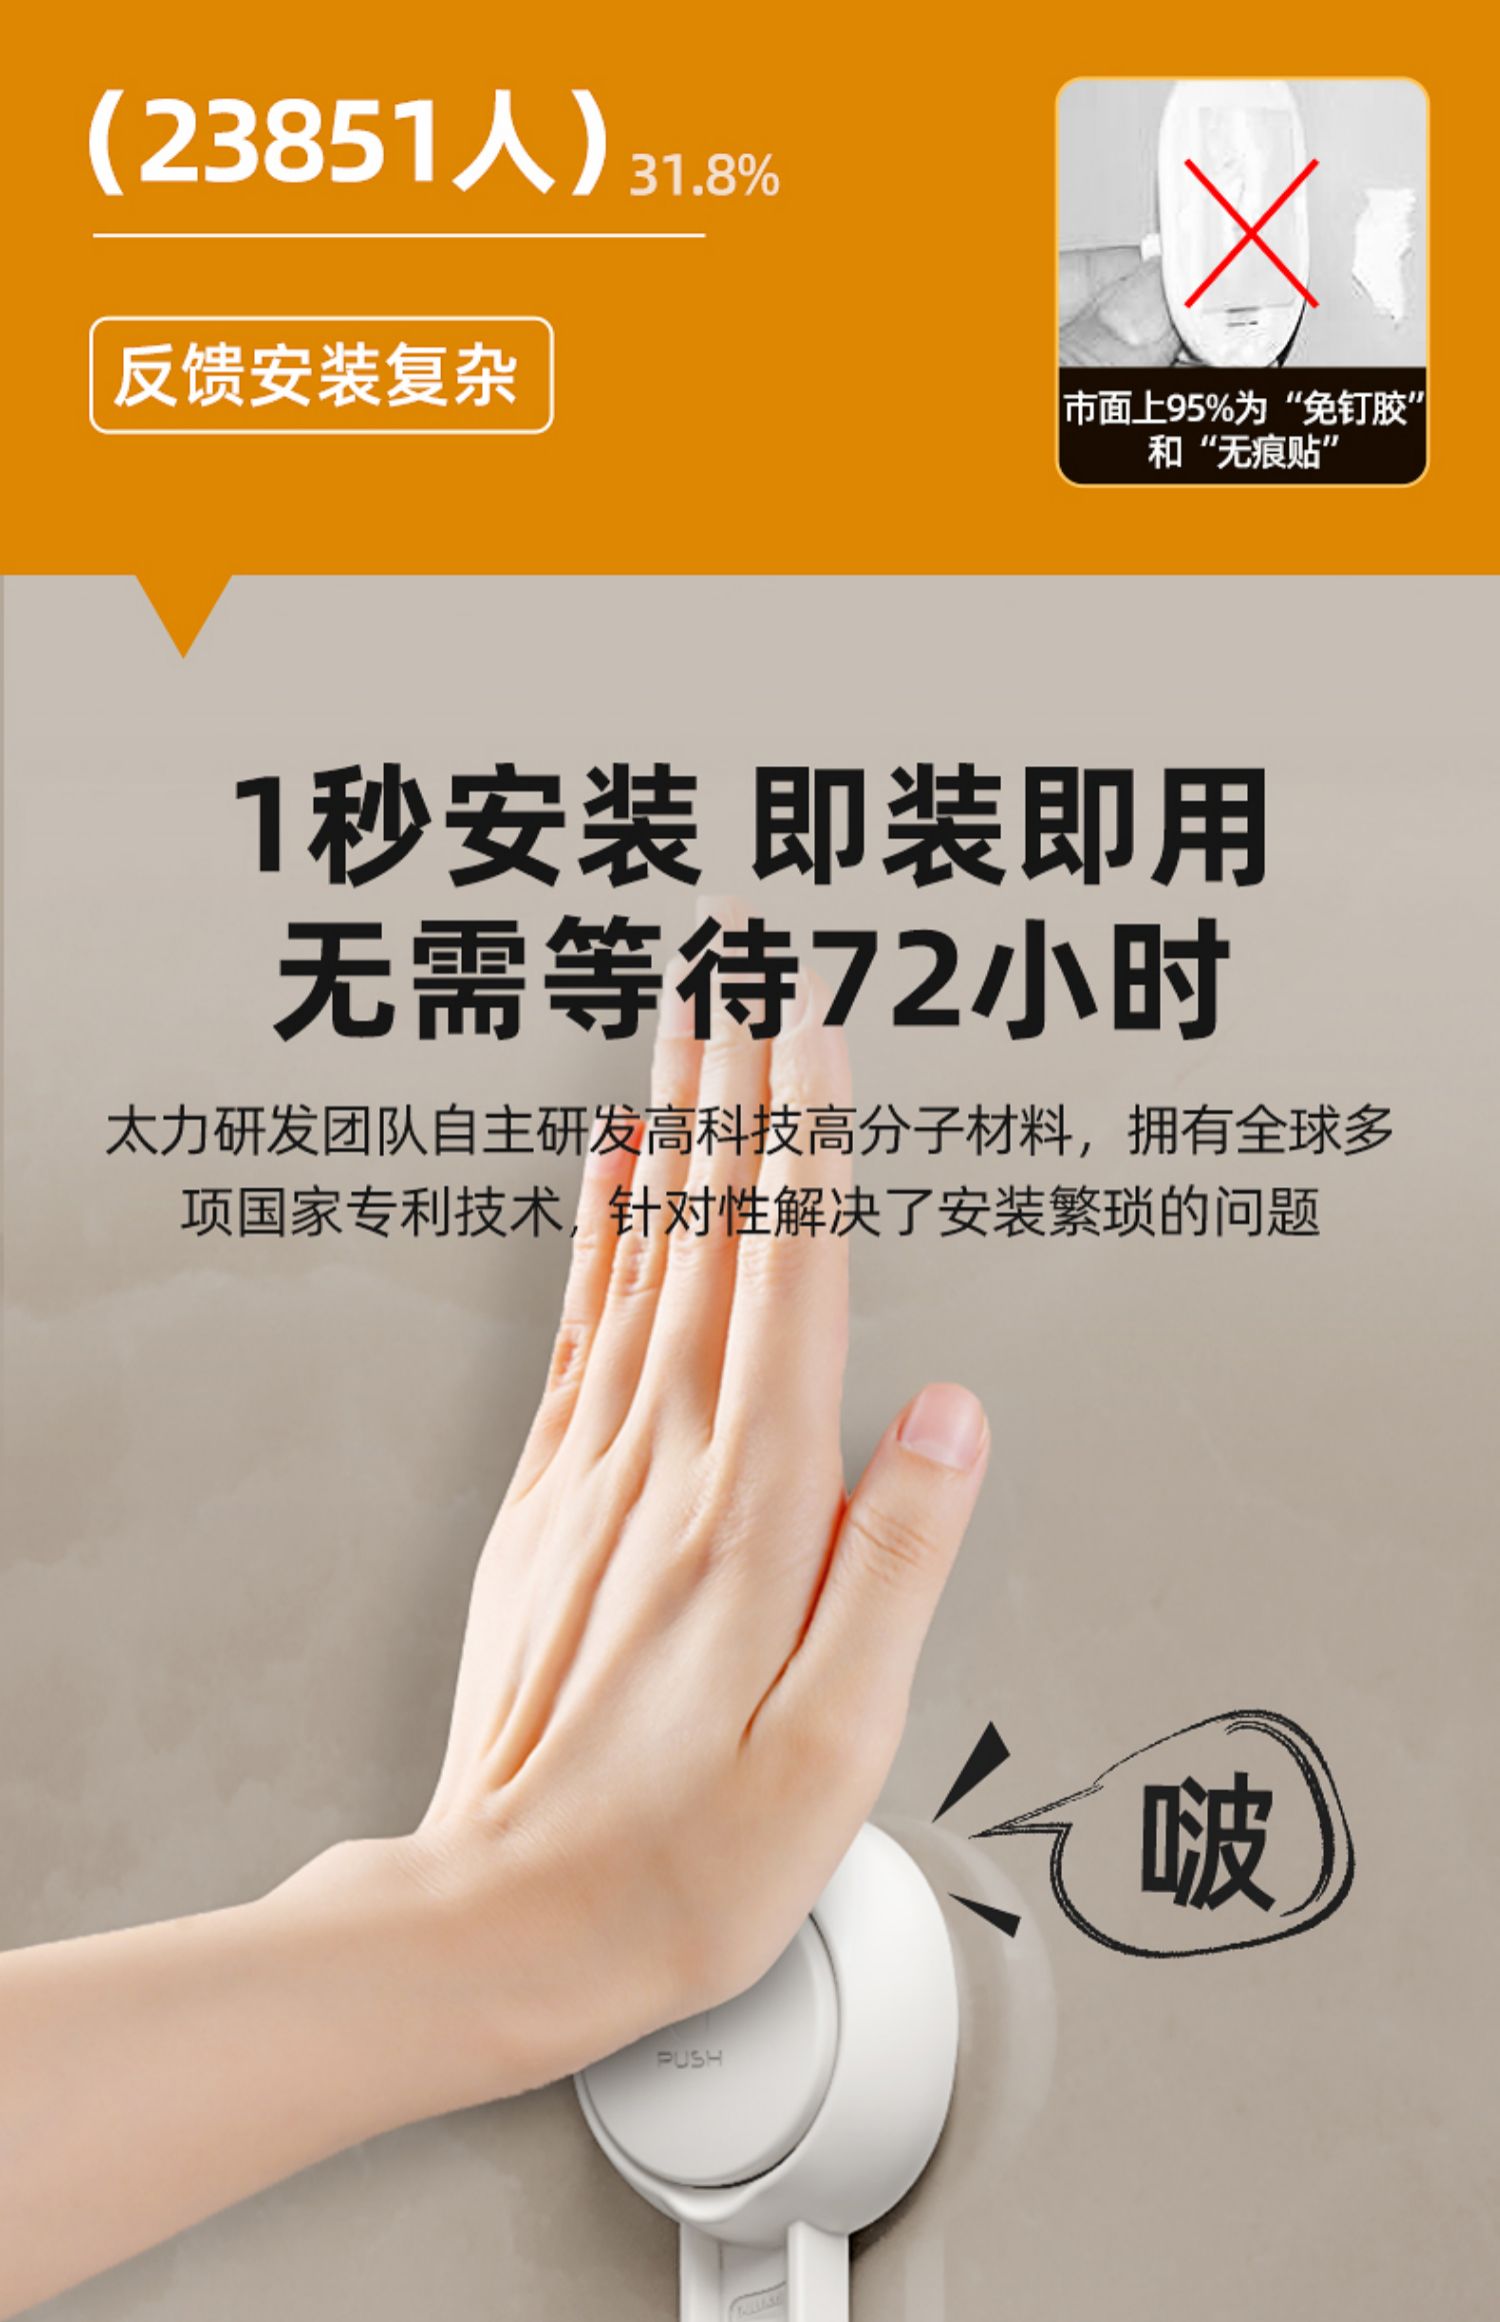 (23851人) 31.8%
反馈安装复杂
市面上95%为“免钉胶”
和“无痕贴”
1秒安装 即装即用
无需等待72小时
太力研发团队自主研发高科技高分子材料，拥有全球多
项国家专利技术，针对性解决了安装繁琐的问题
啵
PUSH